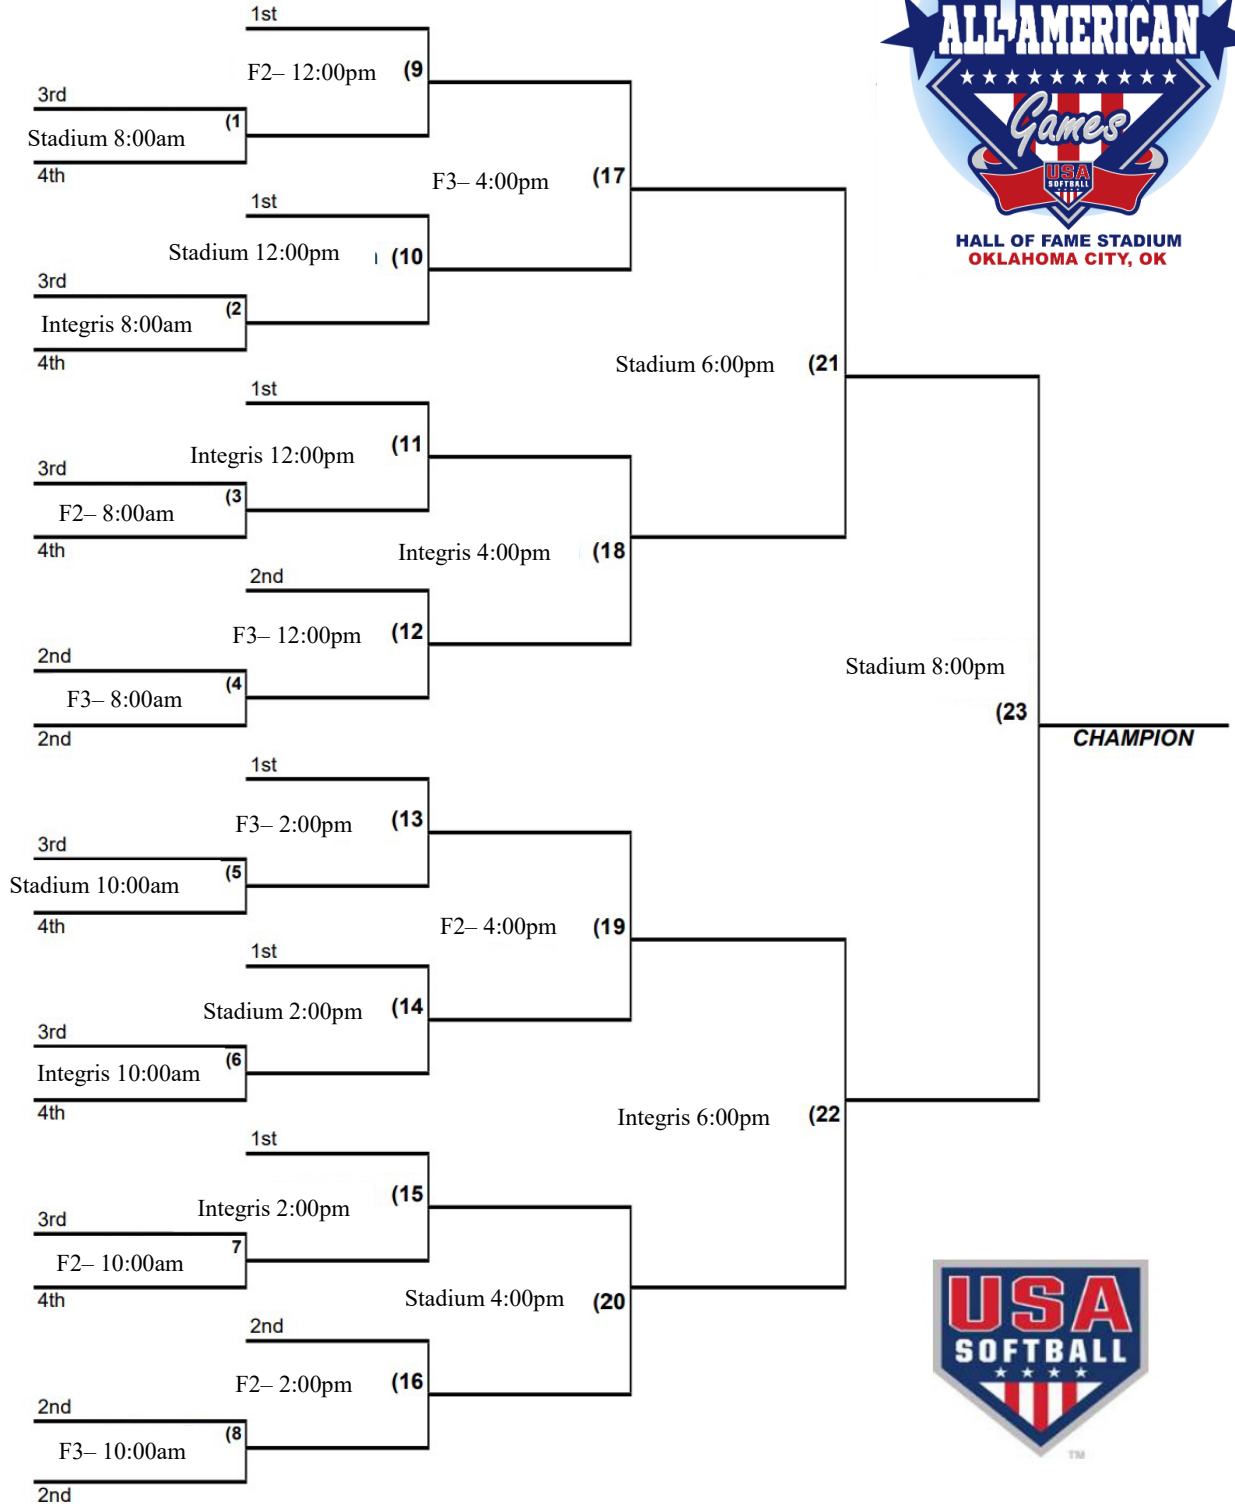 1st
ALL AMERICAN
F2– 12:00pm (9
3rd
(1
Stadium 8:00am
4th
Games
F3– 4:00pm (17
USA
SOFTBALL
1st
HALL OF FAME STADIUM
OKLAHOMA CITY, OK
Stadium 12:00pm (10
3rd
(2
Integris 8:00am
4th
Stadium 6:00pm (21
1st
Integris 12:00pm (11
3rd
(3
F2– 8:00am
4th
Integris 4:00pm (18
2nd
F3– 12:00pm (12
2nd
(4
F3– 8:00am
2nd
Stadium 8:00pm
(23
CHAMPION
1st
F3– 2:00pm (13
3rd
(5
Stadium 10:00am
4th
F2– 4:00pm (19
1st
Stadium 2:00pm (14
3rd
(6
Integris 10:00am
4th
Integris 6:00pm (22
1st
Integris 2:00pm (15
3rd
7
F2– 10:00am
4th
Stadium 4:00pm (20
2nd
F2– 2:00pm (16
2nd
(8
F3– 10:00am
2nd
USA
SOFTBALL
TM